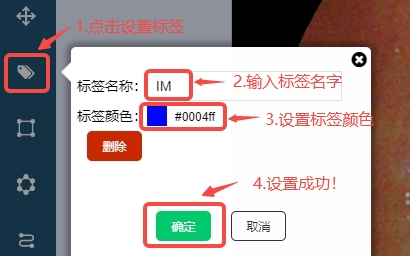 1.点击设置标签
标签名称: IM
2.输入标签名字
标签颜色: #0004ff
3.设置标签颜色
删除
4.设置成功!
确定 取消